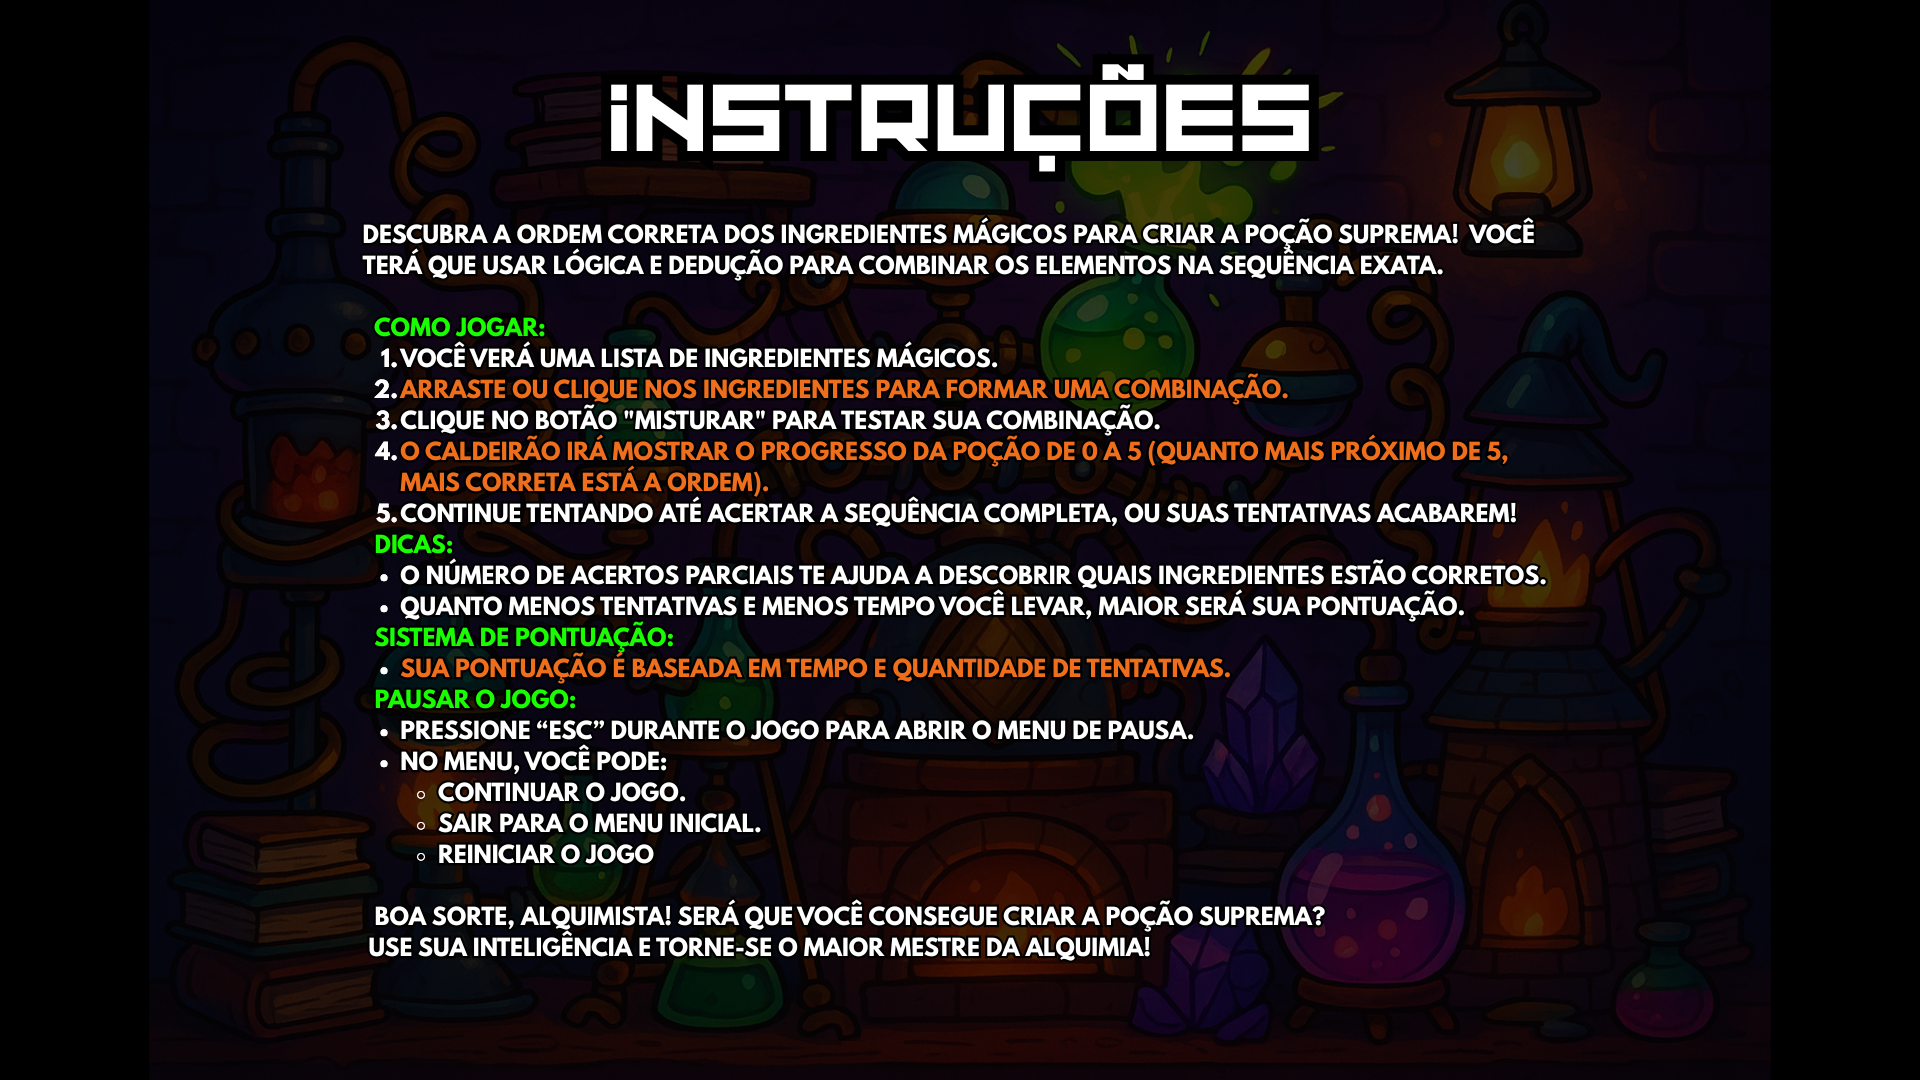 INSTRUÇÕES
DESCUBRA A ORDEM CORRETA DOS INGREDIENTES MÁGICOS PARA CRIAR A POÇÃO SUPREMA! VOCÊ
TERÁ QUE USAR LÓGICA E DEDUÇÃO PARA COMBINAR OS ELEMENTOS NA SEQUÊNCIA EXATA.
COMO JOGAR:
1. VOCÊ VERÁ UMA LISTA DE INGREDIENTES MÁGICOS.
2. ARRASTE OU CLIQUE NOS INGREDIENTES PARA FORMAR UMA COMBINAÇÃO.
3. CLIQUE NO BOTÃO "MISTURAR" PARA TESTAR SUA COMBINAÇÃO.
4. O CALDEIRÃO IRÁ MOSTRAR O PROGRESSO DA POÇÃO DE 0 A 5 (QUANTO MAIS PRÓXIMO DE 5,
MAIS CORRETA ESTÁ A ORDEM).
5. CONTINUE TENTANDO ATÉ ACERTAR A SEQUÊNCIA COMPLETA, OU SUAS TENTATIVAS ACABAREM!
DICAS:
• O NÚMERO DE ACERTOS PARCIAIS TE AJUDA A DESCOBRIR QUAIS INGREDIENTES ESTÃO CORRETOS.
• QUANTO MENOS TENTATIVAS E MENOS TEMPO VOCÊ LEVAR, MAIOR SERÁ SUA PONTUAÇÃO.
SISTEMA DE PONTUAÇÃO:
• SUA PONTUAÇÃO É BASEADA EM TEMPO E QUANTIDADE DE TENTATIVAS.
PAUSAR O JOGO:
• PRESSIONE “ESC” DURANTE O JOGO PARA ABRIR O MENU DE PAUSA.
• NO MENU, VOCÊ PODE:
◦ CONTINUAR O JOGO.
◦ SAIR PARA O MENU INICIAL.
◦ REINICIAR O JOGO
BOA SORTE, ALQUIMISTA! SERÁ QUE VOCÊ CONSEGUE CRIAR A POÇÃO SUPREMA?
USE SUA INTELIGÊNCIA E TORNE-SE O MAIOR MESTRE DA ALQUIMIA!